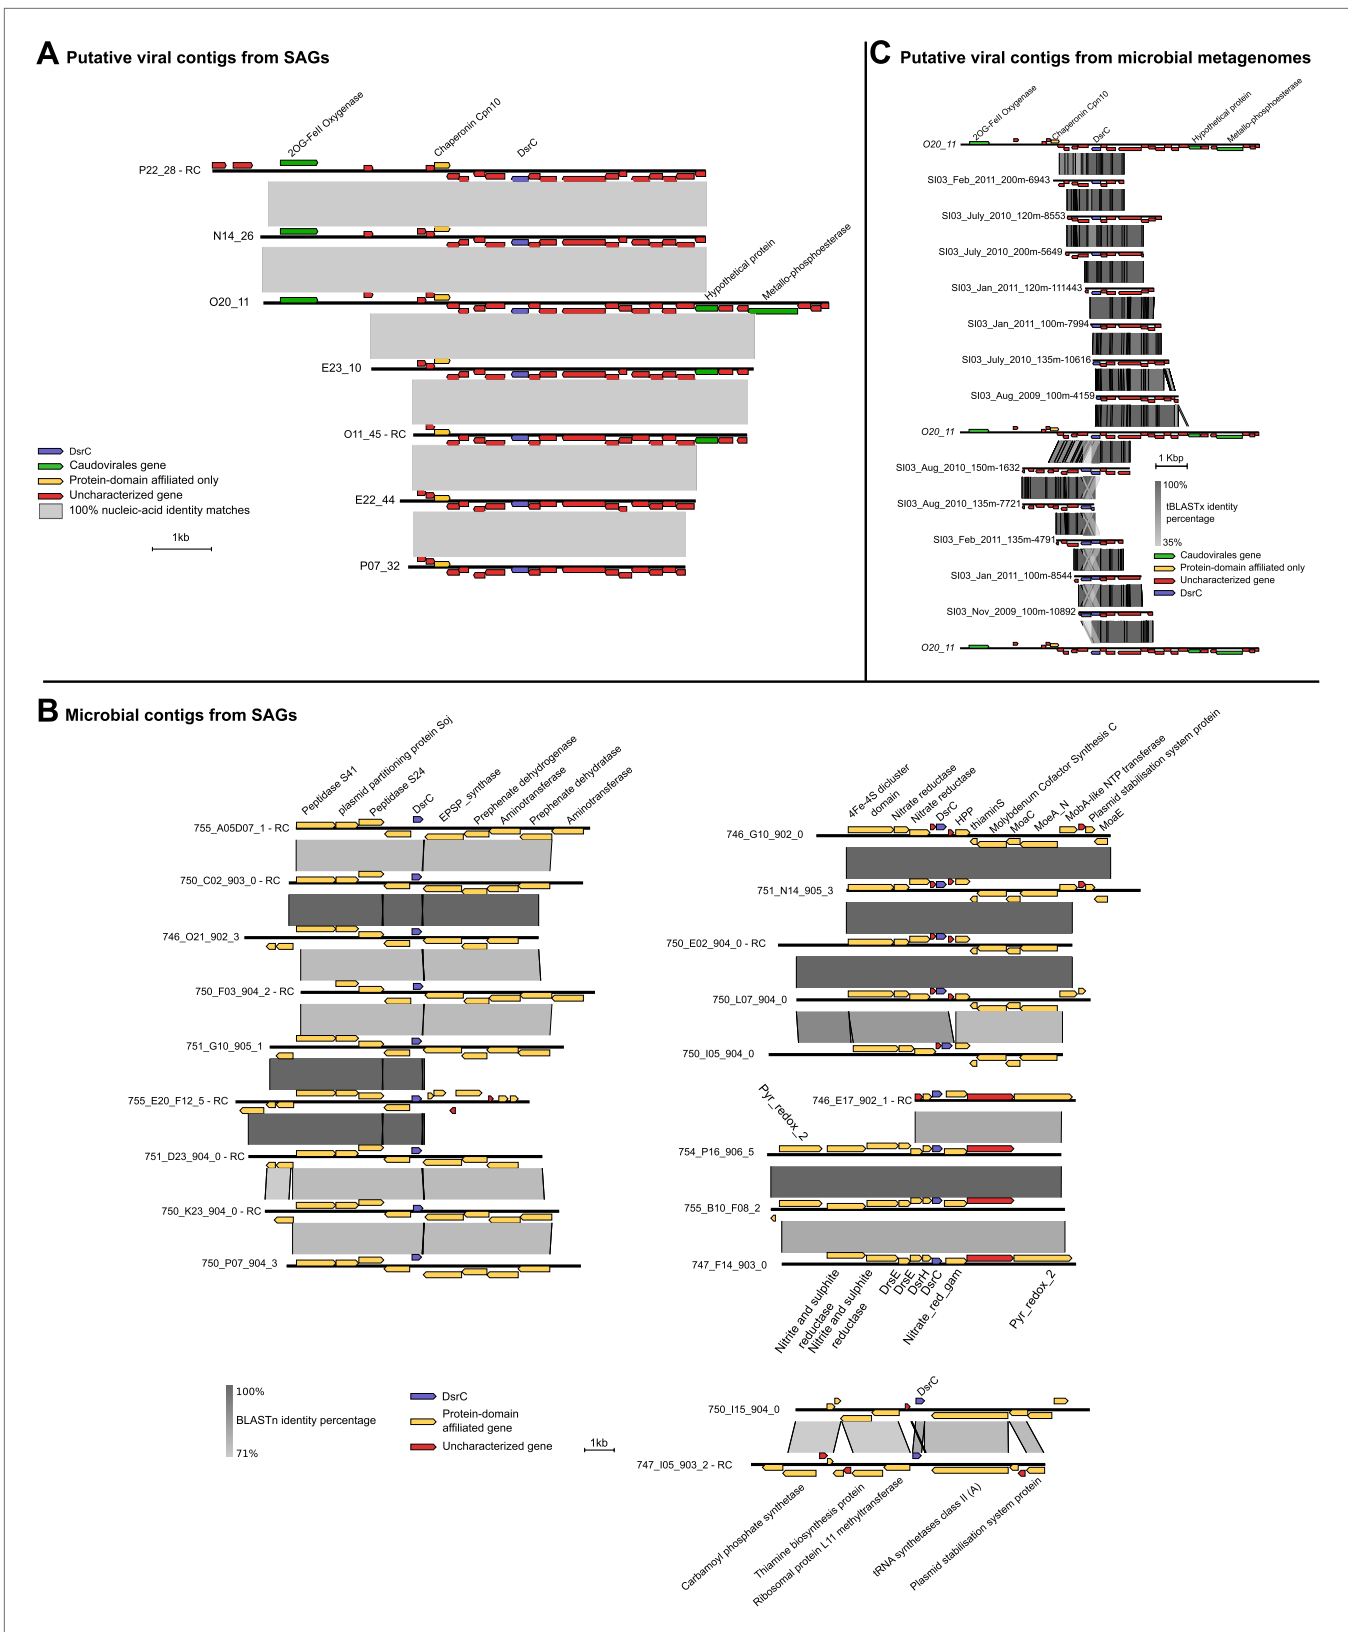 A Putative viral contigs from SAGs
2OG-FeII Oxygenase
Chaperonin Cpn10
DsrC
P22_28 - RC
N14_26
O20_11
Hypothetical protein
Metallo-phosphoesterase
E23_10
O11_45 - RC
E22_44
P07_32
DsrC
Caudovirales gene
Protein-domain affiliated only
Uncharacterized gene
100% nucleic-acid identity matches
1kb
C Putative viral contigs from microbial metagenomes
2OG-FeII Oxygenase
Chaperonin Cpn10
DsrC
Hypothetical protein
Metallo-phosphoesterase
O20_11
SI03_Feb_2011_200m-6943
SI03_July_2010_120m-8553
SI03_July_2010_200m-5649
SI03_Jan_2011_120m-111443
SI03_Jan_2011_100m-7994
SI03_July_2010_135m-10616
SI03_Aug_2009_100m-4159
O20_11
SI03_Aug_2010_150m-1632
SI03_Aug_2010_135m-7721
SI03_Feb_2011_135m-4791
SI03_Jan_2011_100m-8544
SI03_Nov_2009_100m-10892
O20_11
1 Kbp
100%
tBLASTx identity
percentage
35%
Caudovirales gene
Protein-domain affiliated only
Uncharacterized gene
DsrC
B Microbial contigs from SAGs
Peptidase S41
plasmid partitioning protein Soj
Peptidase S24
DsrC
EPSP_synthase
Prephenate dehydrogenase
Aminotransferase
Prephenate dehydratase
Aminotransferase
755_A05D07_1 - RC
750_C02_903_0 - RC
746_O21_902_3
750_F03_904_2 - RC
751_G10_905_1
755_E20_F12_5 - RC
751_D23_904_0 - RC
750_K23_904_0 - RC
750_P07_904_3
4Fe-4S dicluster
domain
Nitrate reductase
Nitrate reductase
DsrC
HPP
thiaminS
Molybdenum Cofactor Synthesis C
MoaC
MoeA_N
MobA-like NTP transferase
Plasmid stabilisation system protein
MoaE
746_G10_902_0
751_N14_905_3
750_E02_904_0 - RC
750_L07_904_0
750_I05_904_0
Pyr_redox_2
746_E17_902_1 - RC
754_P16_906_5
755_B10_F08_2
747_F14_903_0
Nitrite and sulphite
reductase
Nitrite and sulphite
reductase
DrsE
DrsE
DsrH
DsrC
Nitrate_red_gam
Pyr_redox_2
100%
BLASTn identity percentage
71%
DsrC
Protein-domain
affiliated gene
Uncharacterized gene
1kb
DsrC
750_I15_904_0
747_I05_903_2 - RC
Carbamoyl phosphate synthetase
Thiamine biosynthesis protein
Ribosomal protein L11 methyltransferase
tRNA synthetases class II (A)
Plasmid stabilisation system protein